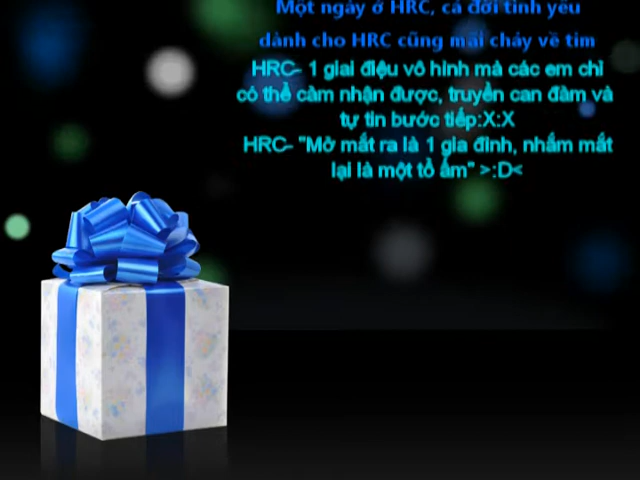 Một ngày ở HRC, cả đời tình yêu
dành cho HRC cũng mãi chảy về tim
HRC- 1 giai điệu vô hình mà các em chỉ
có thể cảm nhận được, truyền can đảm và
tự tin bước tiếp:X:X
HRC- "Mở mắt ra là 1 gia đình, nhắm mắt
lại là một tổ ấm" >:D<